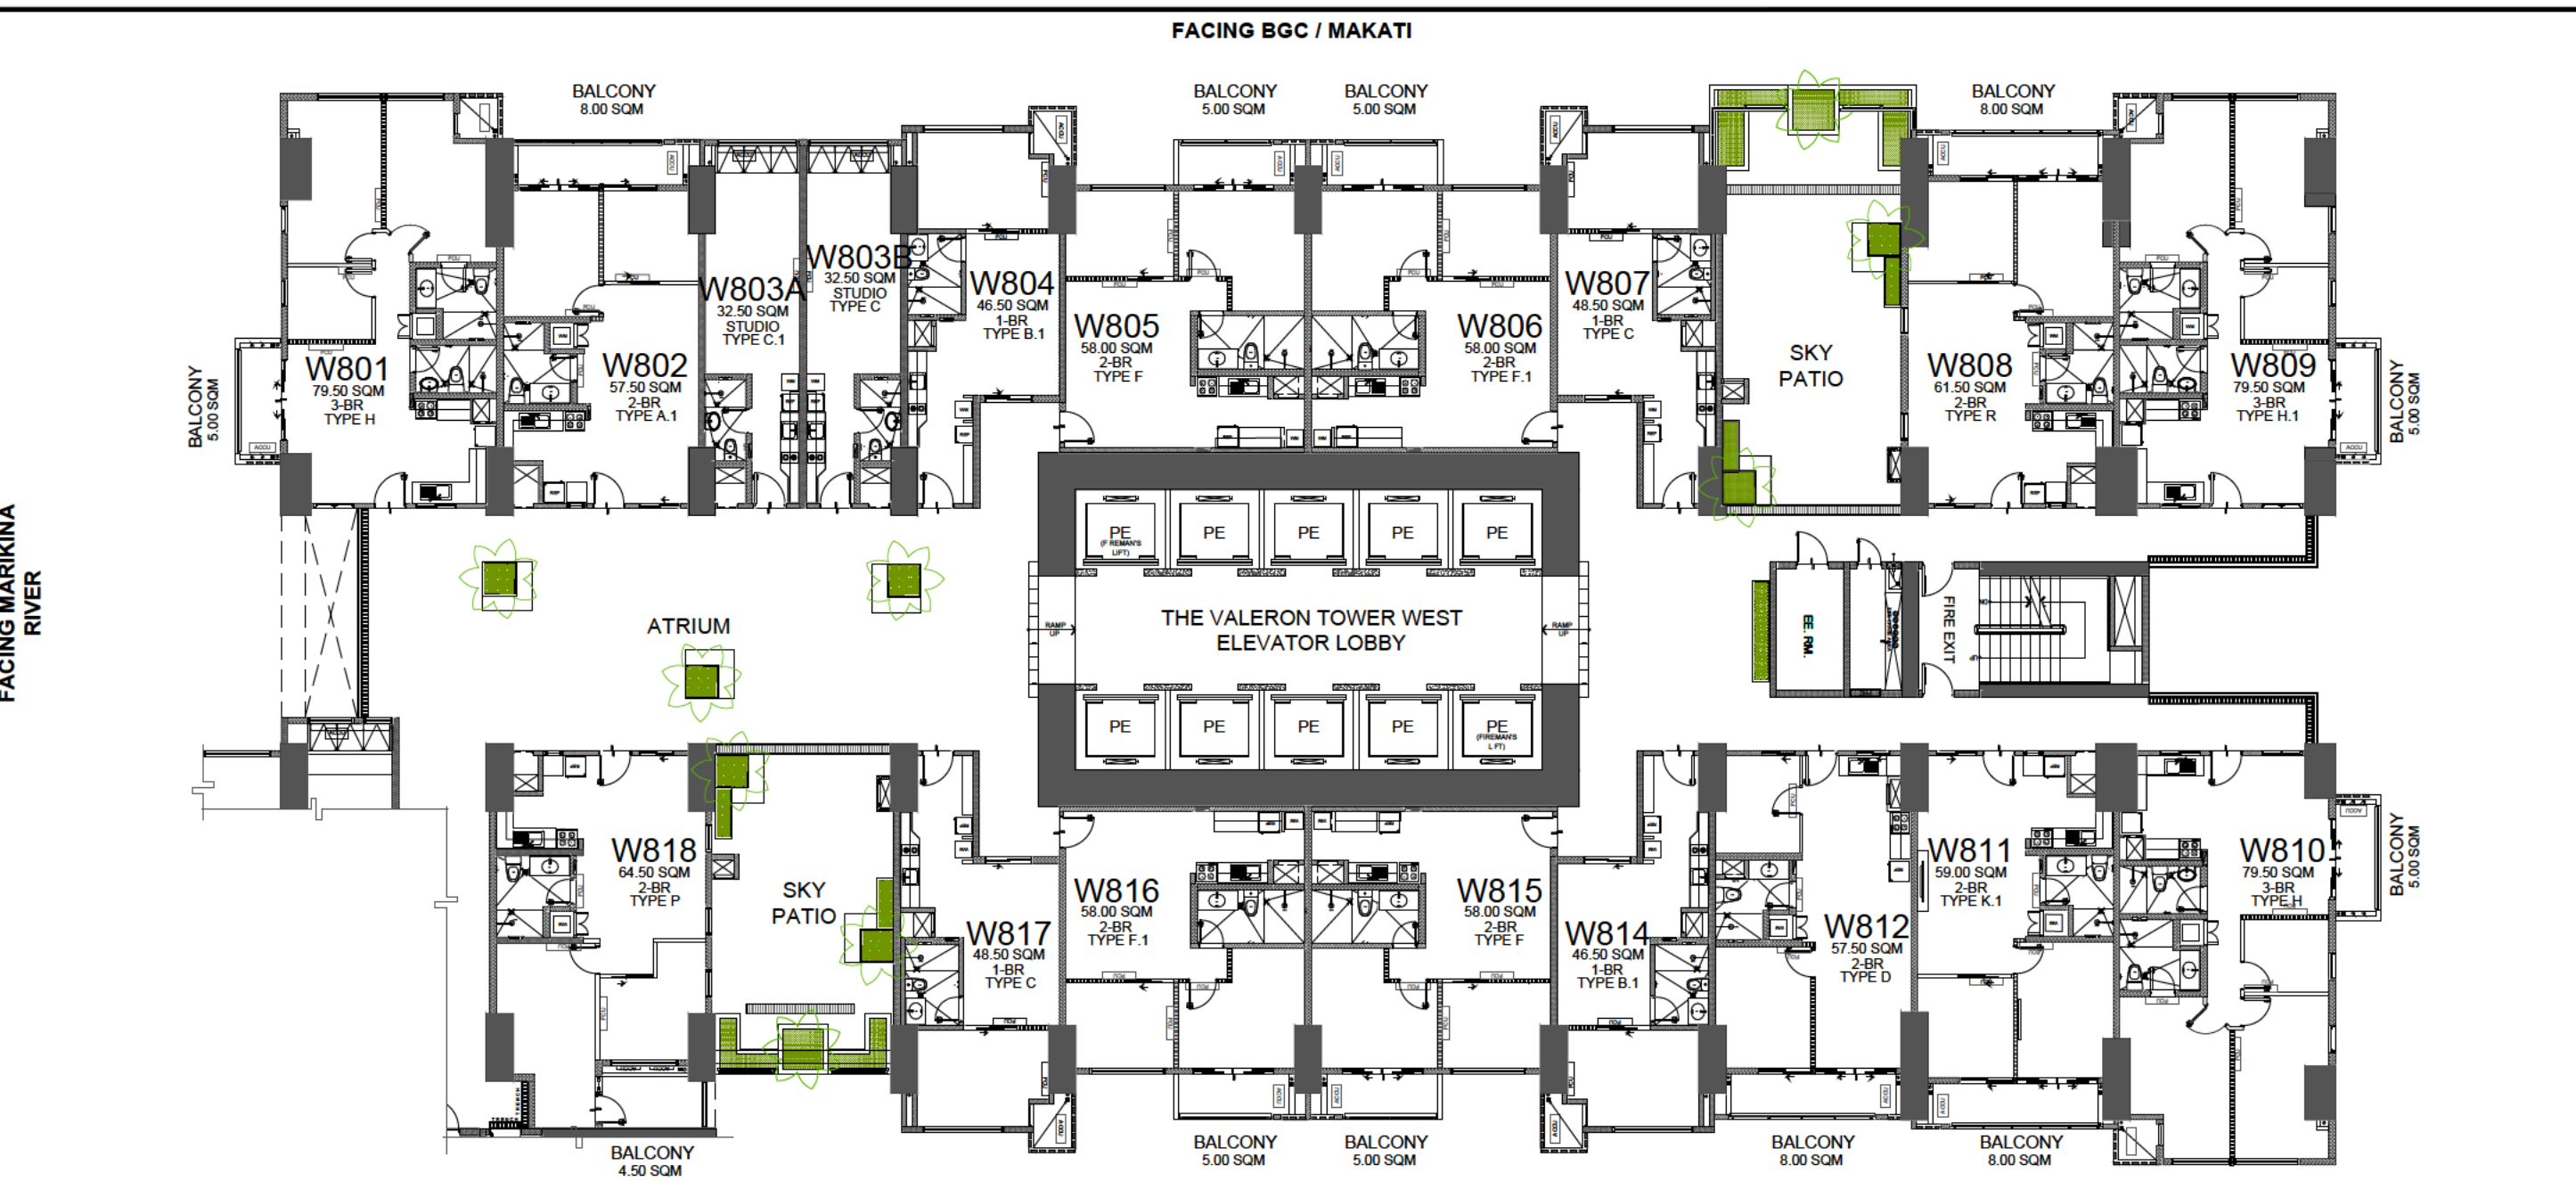 FACING BGC / MAKATI
BALCONY
8.00 SQM
BALCONY
5.00 SQM
BALCONY
5.00 SQM
BALCONY
8.00 SQM
W801
79.50 SQM
3-BR
TYPE H
W802
57.50 SQM
2-BR
TYPE A.1
W803A
32.50 SQM
STUDIO
TYPE C.1
W803B
32.50 SQM
STUDIO
TYPE C
W804
46.50 SQM
1-BR
TYPE B.1
W805
58.00 SQM
2-BR
TYPE F
W806
58.00 SQM
2-BR
TYPE F.1
W807
48.50 SQM
1-BR
TYPE C
SKY
PATIO
W808
61.50 SQM
2-BR
TYPE R
W809
79.50 SQM
3-BR
TYPE H.1
BALCONY
5.00 SQM
BALCONY
5.00 SQM
FACING MARIKINA
RIVER
PE
(FIREMAN'S
LIFT)
PE
PE
PE
PE
ATRIUM
RAMP
UP
THE VALERON TOWER WEST
ELEVATOR LOBBY
RAMP
UP
EE. RM.
FIRE EXIT
DN
UP
PE
PE
PE
PE
PE
(FIREMAN'S
LIFT)
W818
64.50 SQM
2-BR
TYPE P
SKY
PATIO
W817
48.50 SQM
1-BR
TYPE C
W816
58.00 SQM
2-BR
TYPE F.1
W815
58.00 SQM
2-BR
TYPE F
W814
46.50 SQM
1-BR
TYPE B.1
W812
57.50 SQM
2-BR
TYPE D
W811
59.00 SQM
2-BR
TYPE K.1
W810
79.50 SQM
3-BR
TYPE H
BALCONY
5.00 SQM
BALCONY
4.50 SQM
BALCONY
5.00 SQM
BALCONY
5.00 SQM
BALCONY
8.00 SQM
BALCONY
8.00 SQM